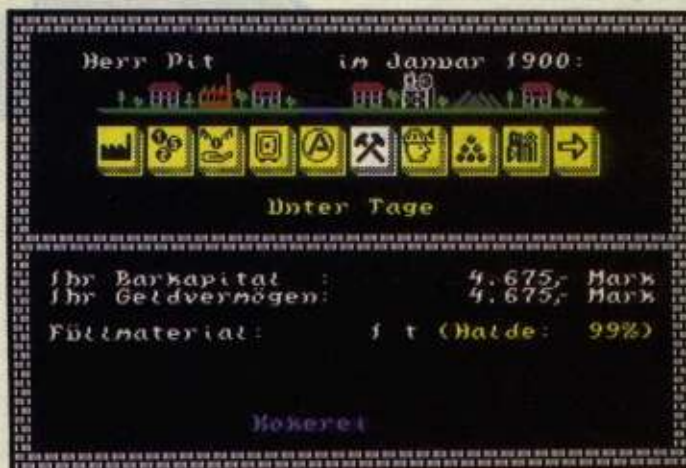 Herr Pit im Januar 1900:
Unter Tage
Ihr Barkapital : 4.675,- Mark
Ihr Geldvermögen: 4.675,- Mark
Füllmaterial: 1 t (Halde: 99%)
Kokerei